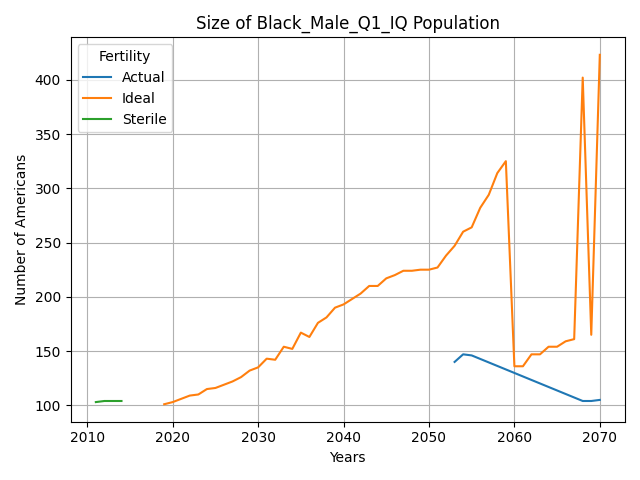 Size of Black_Male_Q1_IQ Population
Fertility
Actual
Ideal
Sterile
Number of Americans
400
350
300
250
200
150
100
2010 2020 2030 2040 2050 2060 2070
Years